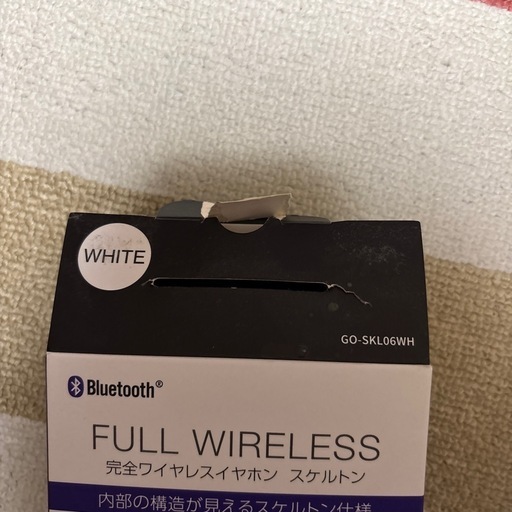 WHITE
GO-SKL06WH
Bluetooth®
FULL WIRELESS
完全ワイヤレスイヤホン スケルトン
内部の構造が見えるスケルトン仕様